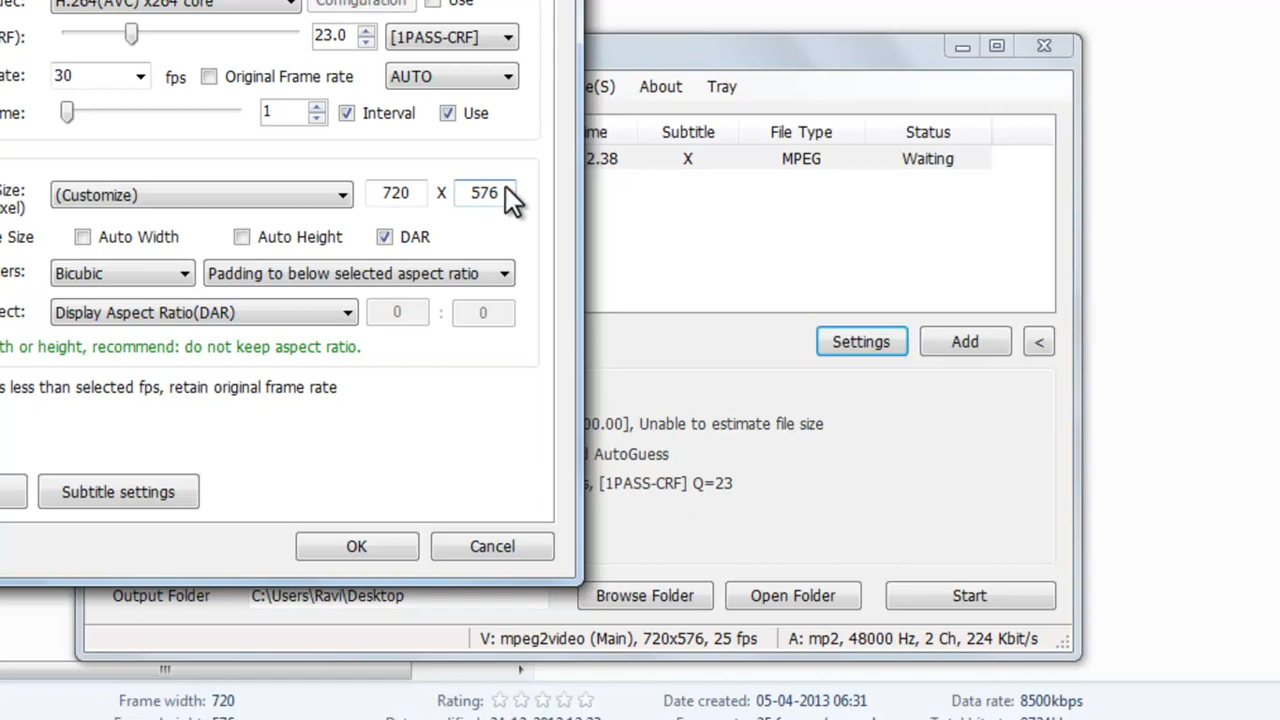 H.264(AVC) x264 core Configuration Use
RF): 23.0 [1PASS-CRF]
ate: 30 fps Original Frame rate AUTO
me: 1 Interval Use
Size: (Customize) 720 X 576
xel)
e Size Auto Width Auto Height DAR
ers: Bicubic Padding to below selected aspect ratio
ect: Display Aspect Ratio(DAR) 0 : 0
th or height, recommend: do not keep aspect ratio.
s less than selected fps, retain original frame rate
Subtitle settings
OK Cancel
e(S) About Tray
me Subtitle File Type Status
2.38 X MPEG Waiting
Settings Add <
00.00], Unable to estimate file size
d AutoGuess
s, [1PASS-CRF] Q=23
Output Folder C:\Users\Ravi\Desktop Browse Folder Open Folder Start
V: mpeg2video (Main), 720x576, 25 fps A: mp2, 48000 Hz, 2 Ch, 224 Kbit/s
Frame width: 720 Rating: Date created: 05-04-2013 06:31 Data rate: 8500kbps